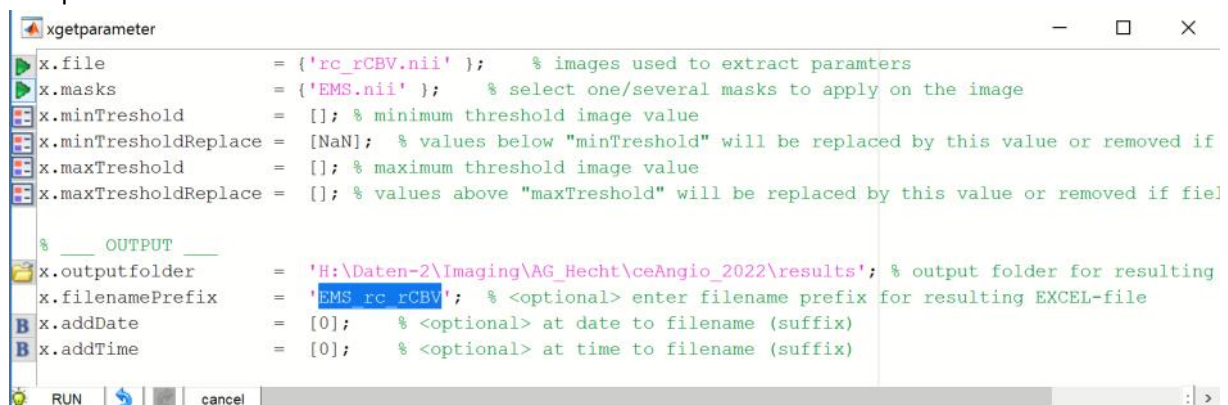 xgetparameter
x.file = {'rc_rCBV.nii' }; % images used to extract paramters
x.masks = {'EMS.nii' }; % select one/several masks to apply on the image
x.minTreshold = []; % minimum threshold image value
x.minTresholdReplace = [NaN]; % values below "minTreshold" will be replaced by this value or removed if
x.maxTreshold = []; % maximum threshold image value
x.maxTresholdReplace = []; % values above "maxTreshold" will be replaced by this value or removed if fiel
% ___ OUTPUT ___
x.outputfolder = 'H:\Daten-2\Imaging\AG_Hecht\ceAngio_2022\results'; % output folder for resulting
x.filenamePrefix = 'EMS_rc_rCBV'; % <optional> enter filename prefix for resulting EXCEL-file
B x.addDate = [0]; % <optional> at date to filename (suffix)
B x.addTime = [0]; % <optional> at time to filename (suffix)
RUN cancel